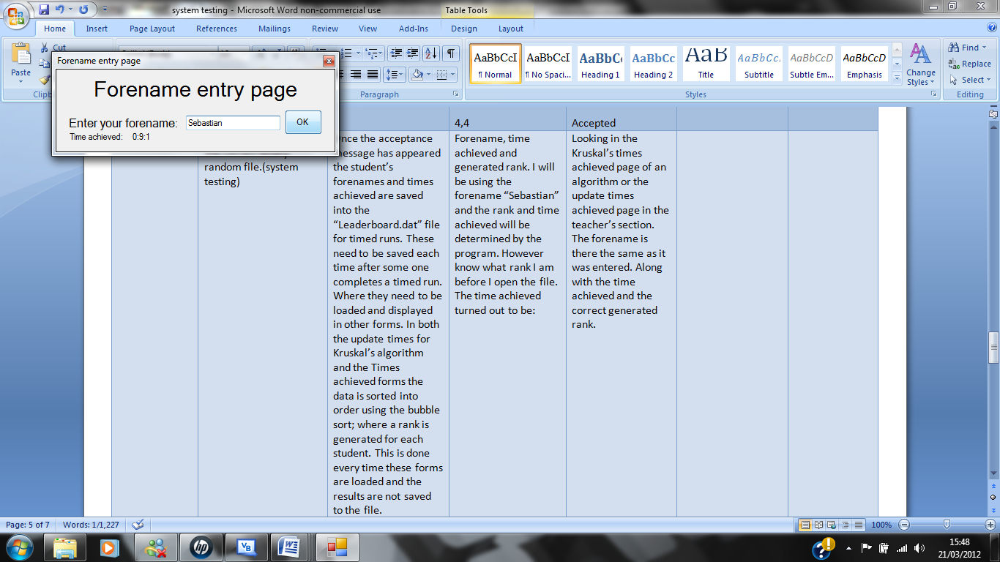 system testing - Microsoft Word non-commercial use
Table Tools
Home Insert Page Layout References Mailings Review View Add-Ins Design Layout
Cut
Paste
Paragraph
AaBbCcI AaBbCcI AaBbC AaBbCc AaB AaBbCc. AaBbCcD AaBbCcD
¶ Normal ¶ No Spaci... Heading 1 Heading 2 Title Subtitle Subtle Em... Emphasis
Change
Styles
Styles
Find
Replace
Select
Editing
Forename entry page
Forename entry page
Enter your forename: Sebastian OK
Time achieved: 0:9:1
random file.(system
testing)
4,4
Accepted
Once the acceptance
message has appeared
the student’s
forenames and times
achieved are saved
into the
“Leaderboard.dat” file
for timed runs. These
need to be saved each
time after some one
completes a timed run.
Where they need to be
loaded and displayed
in other forms. In both
the update times for
Kruskal’s algorithm
and the Times
achieved forms the
data is sorted into
order using the bubble
sort; where a rank is
generated for each
student. This is done
every time these forms
are loaded and the
results are not saved
to the file.
Forename, time
achieved and
generated rank. I will
be using the
forename “Sebastian”
and the rank and time
achieved will be
determined by the
program. However
know what rank I am
before I open the file.
The time achieved
turned out to be:
Looking in the
Kruskal’s times
achieved page of an
algorithm or the
update times
achieved page in the
teacher’s section.
The forename is
there the same as it
was entered. Along
with the time
achieved and the
correct generated
rank.
Page: 5 of 7 Words: 1/1,227
100%
hp
VB
15:48
21/03/2012